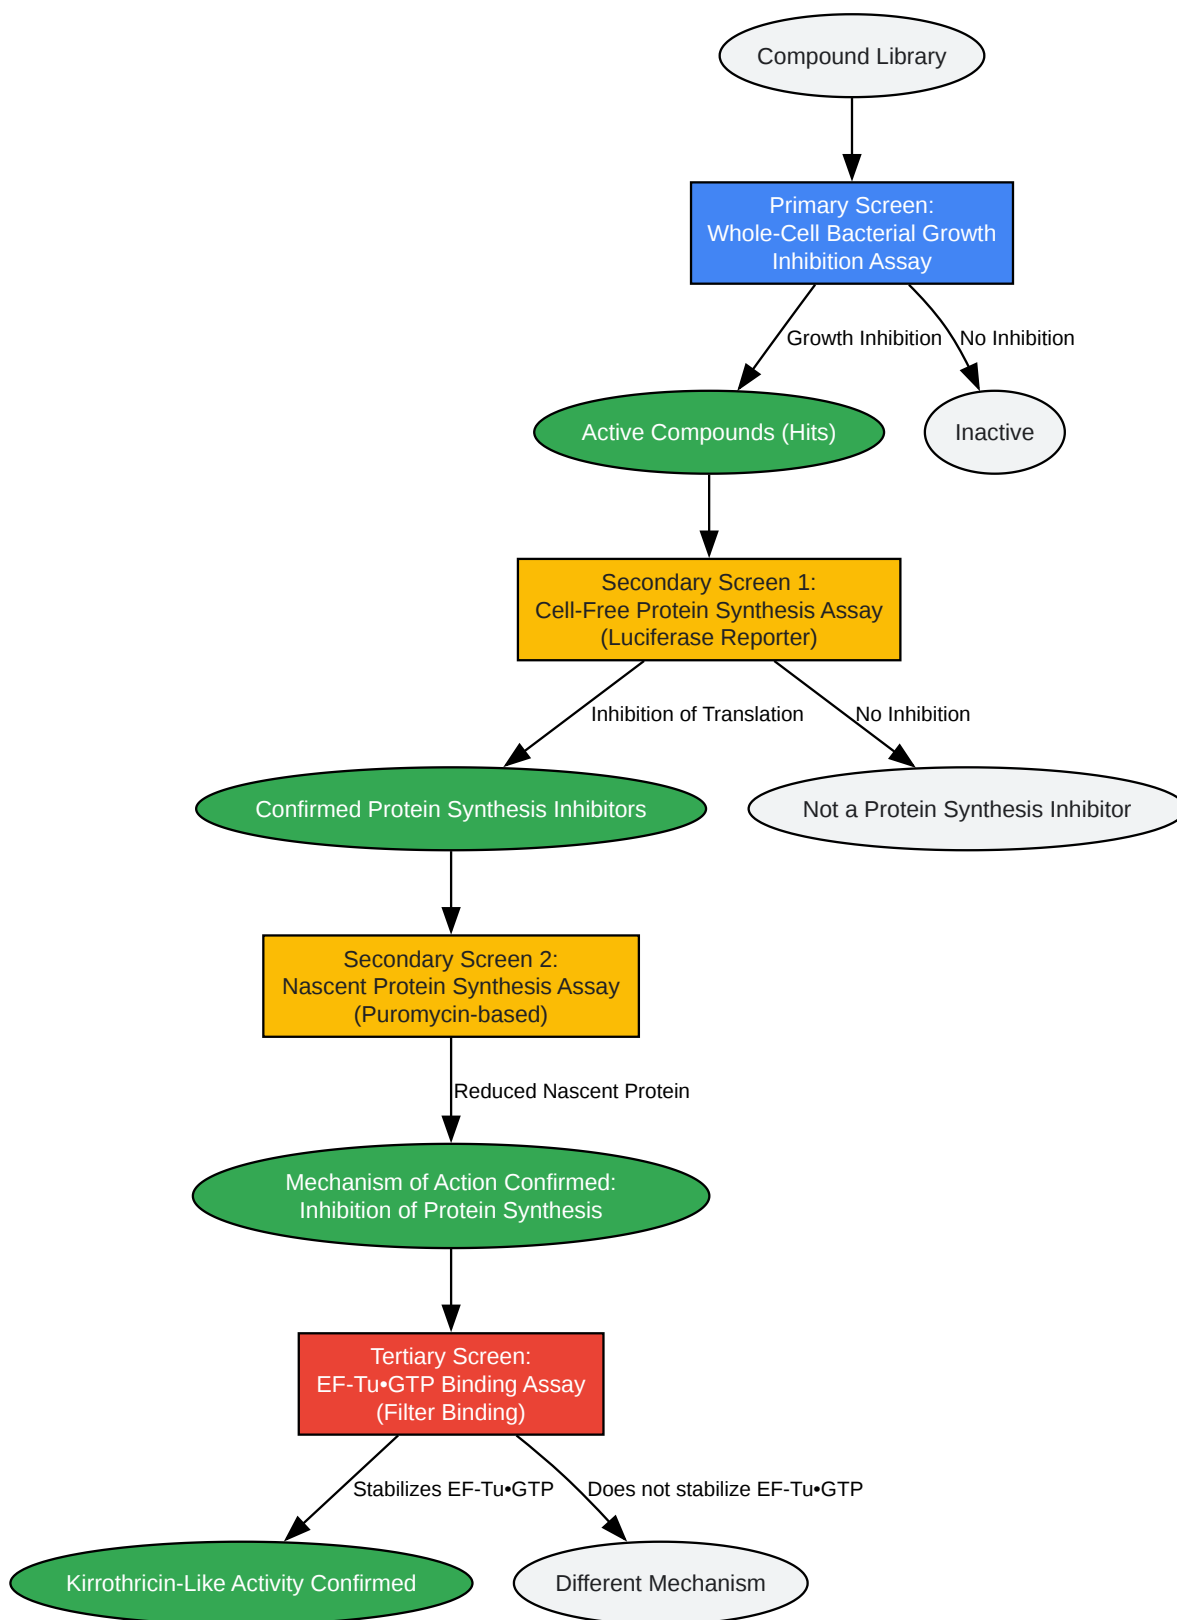 Compound Library
Primary Screen:
Whole-Cell Bacterial Growth
Inhibition Assay
Growth Inhibition
No Inhibition
Active Compounds (Hits)
Inactive
Secondary Screen 1:
Cell-Free Protein Synthesis Assay
(Luciferase Reporter)
Inhibition of Translation
No Inhibition
Confirmed Protein Synthesis Inhibitors
Not a Protein Synthesis Inhibitor
Secondary Screen 2:
Nascent Protein Synthesis Assay
(Puromycin-based)
Reduced Nascent Protein
Mechanism of Action Confirmed:
Inhibition of Protein Synthesis
Tertiary Screen:
EF-Tu•GTP Binding Assay
(Filter Binding)
Stabilizes EF-Tu•GTP
Does not stabilize EF-Tu•GTP
Kirrothricin-Like Activity Confirmed
Different Mechanism